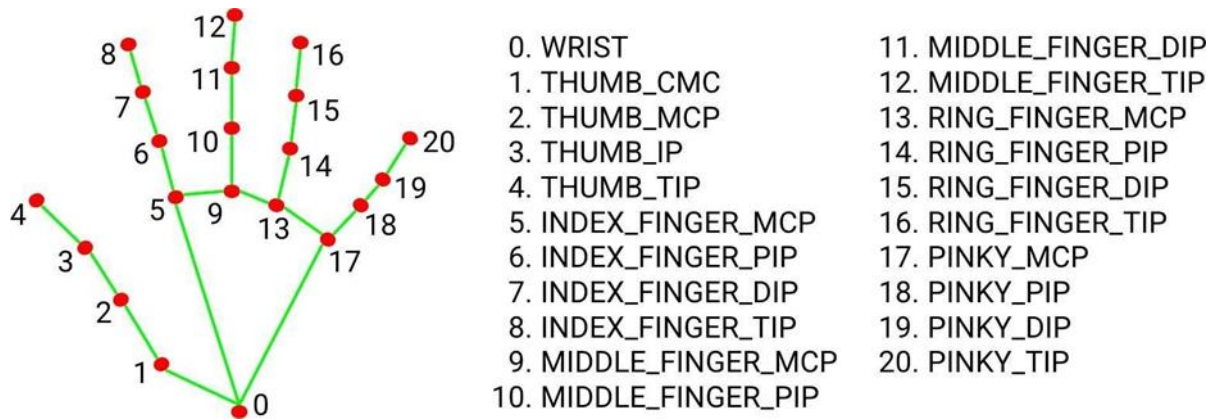 12
8
16
11
7
15
10
6
20
14
19
4
5
9
13
18
3
17
2
1
0
0. WRIST
1. THUMB_CMC
2. THUMB_MCP
3. THUMB_IP
4. THUMB_TIP
5. INDEX_FINGER_MCP
6. INDEX_FINGER_PIP
7. INDEX_FINGER_DIP
8. INDEX_FINGER_TIP
9. MIDDLE_FINGER_MCP
10. MIDDLE_FINGER_PIP
11. MIDDLE_FINGER_DIP
12. MIDDLE_FINGER_TIP
13. RING_FINGER_MCP
14. RING_FINGER_PIP
15. RING_FINGER_DIP
16. RING_FINGER_TIP
17. PINKY_MCP
18. PINKY_PIP
19. PINKY_DIP
20. PINKY_TIP